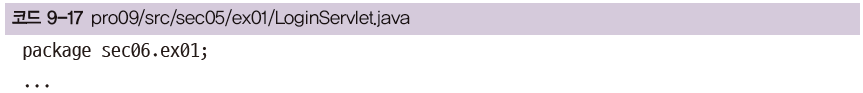 코드 9-17 pro09/src/sec05/ex01/LoginServlet.java
package sec06.ex01;
...